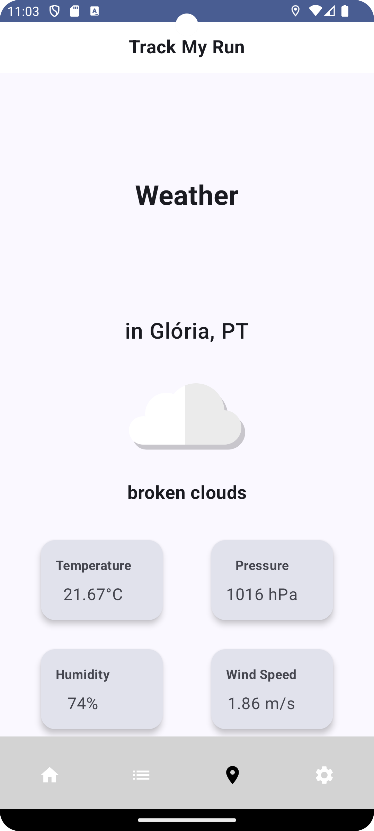 11:03
Track My Run
Weather
in Glória, PT
broken clouds
Temperature
21.67°C
Pressure
1016 hPa
Humidity
74%
Wind Speed
1.86 m/s